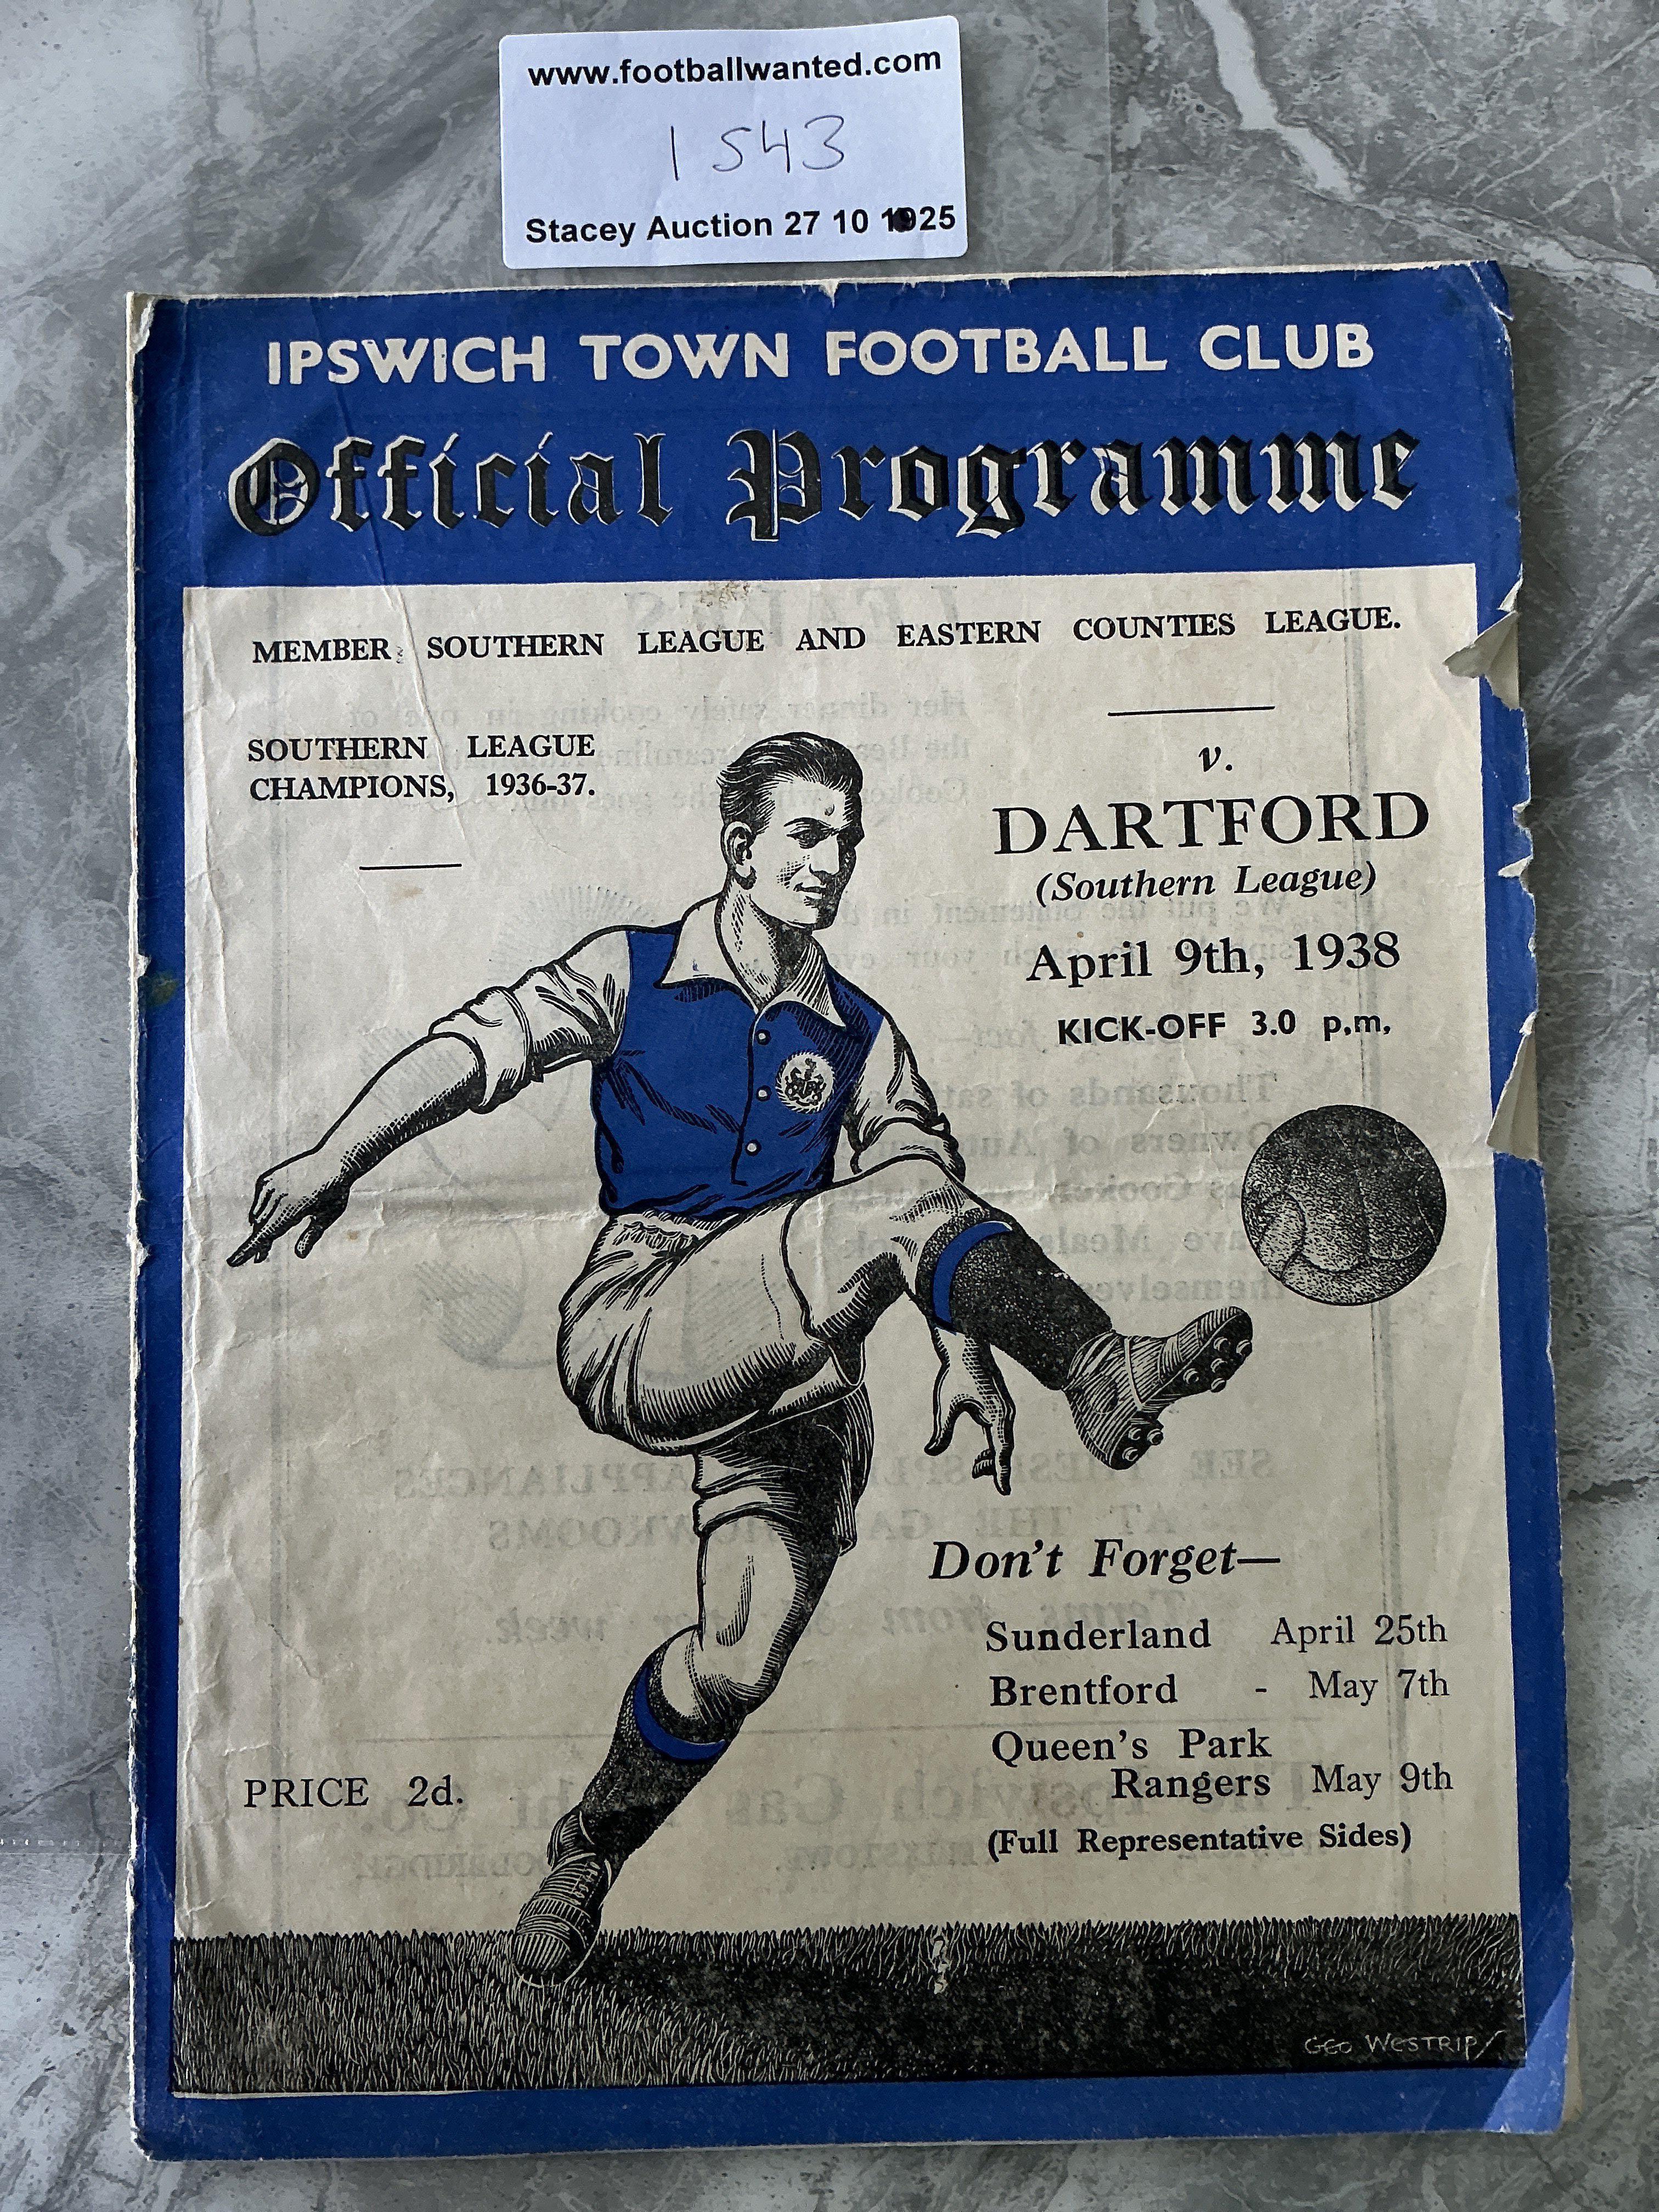 www.footballwanted.com
1543
Stacey Auction 27 10 1925
IPSWICH TOWN FOOTBALL CLUB
Official Programme
MEMBER SOUTHERN LEAGUE AND EASTERN COUNTIES LEAGUE.
SOUTHERN LEAGUE
CHAMPIONS, 1936-37.
v.
DARTFORD
(Southern League)
April 9th, 1938
KICK-OFF 3.0 p.m.
Don't Forget—
Sunderland April 25th
Brentford - May 7th
Queen's Park
Rangers May 9th
(Full Representative Sides)
PRICE 2d.
GEO WESTRIP